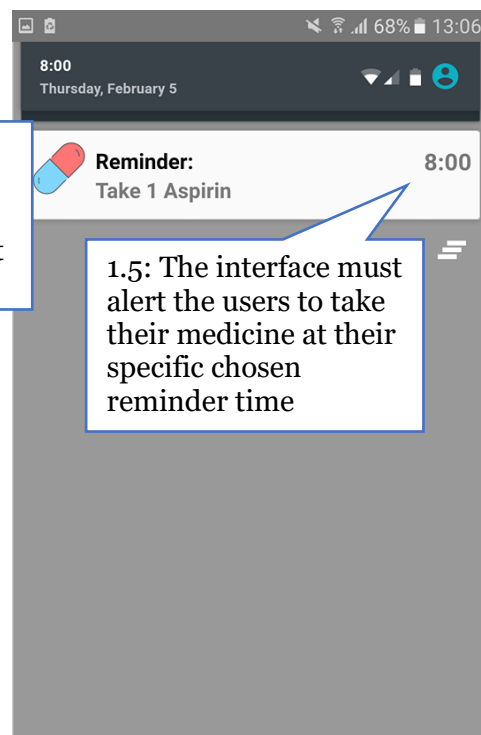 68% 13:06
8:00
Thursday, February 5
Reminder: 8:00
Take 1 Aspirin
1.5: The interface must
alert the users to take
their medicine at their
specific chosen
reminder time